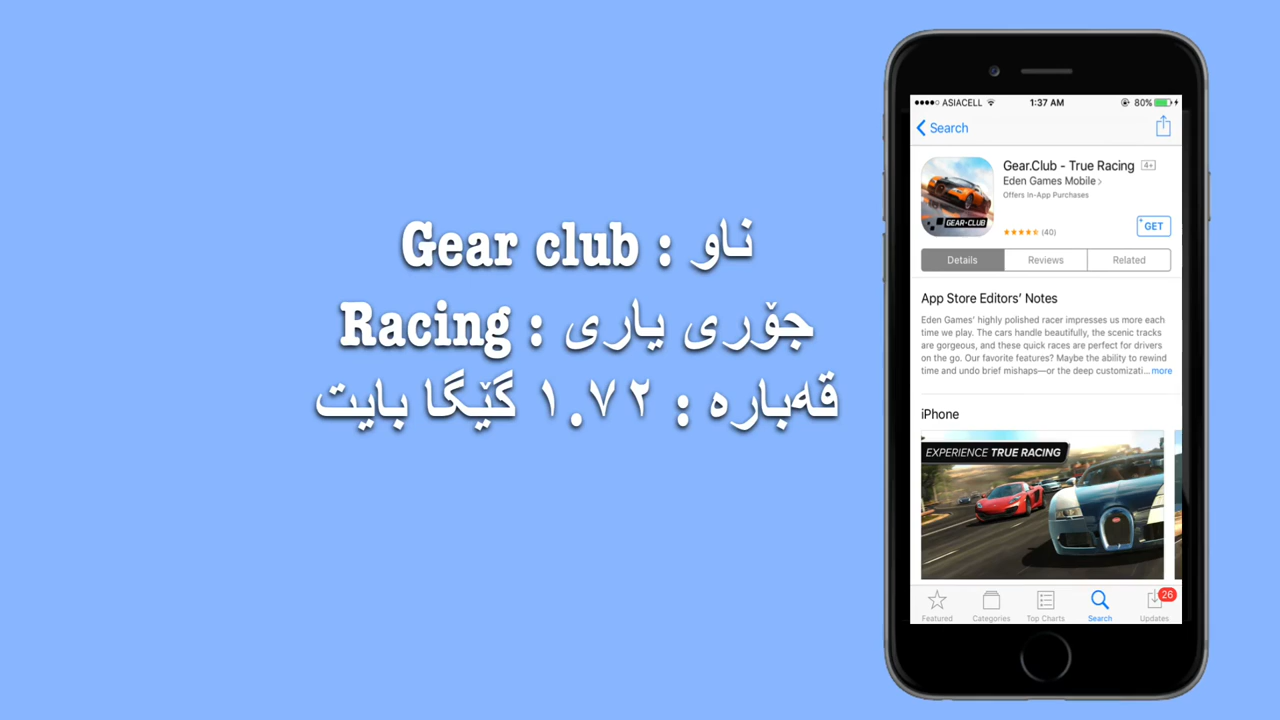 ناو : Gear club
جۆری یاری : Racing
قەبارە : ١.٧٢ گێگا بایت
ASIACELL 1:37 AM 80%
Search
Gear.Club - True Racing 4+
Eden Games Mobile >
Offers In-App Purchases
GEAR•CLUB
(40) GET
Details Reviews Related
App Store Editors’ Notes
Eden Games’ highly polished racer impresses us more each
time we play. The cars handle beautifully, the scenic tracks
are gorgeous, and these quick races are perfect for drivers
on the go. Our favorite features? Maybe the ability to rewind
time and undo brief mishaps—or the deep customizati... more
iPhone
EXPERIENCE TRUE RACING
26
Featured Categories Top Charts Search Updates